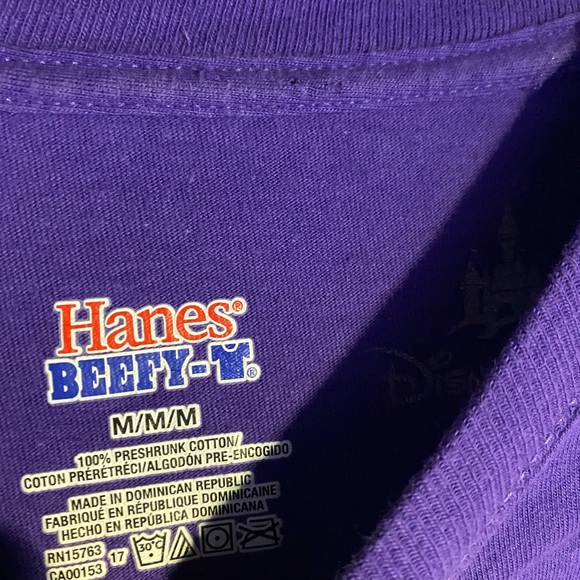 Hanes®
BEEFY-T®
M/M/M
100% PRESHRUNK COTTON/
COTON PRÉRÉTRÉCI/ALGODÓN PRE-ENCOGIDO
MADE IN DOMINICAN REPUBLIC
FABRIQUÉ EN RÉPUBLIQUE DOMINICAINE
HECHO EN REPÚBLICA DOMINICANA
RN15763 17 30°C
CA00153